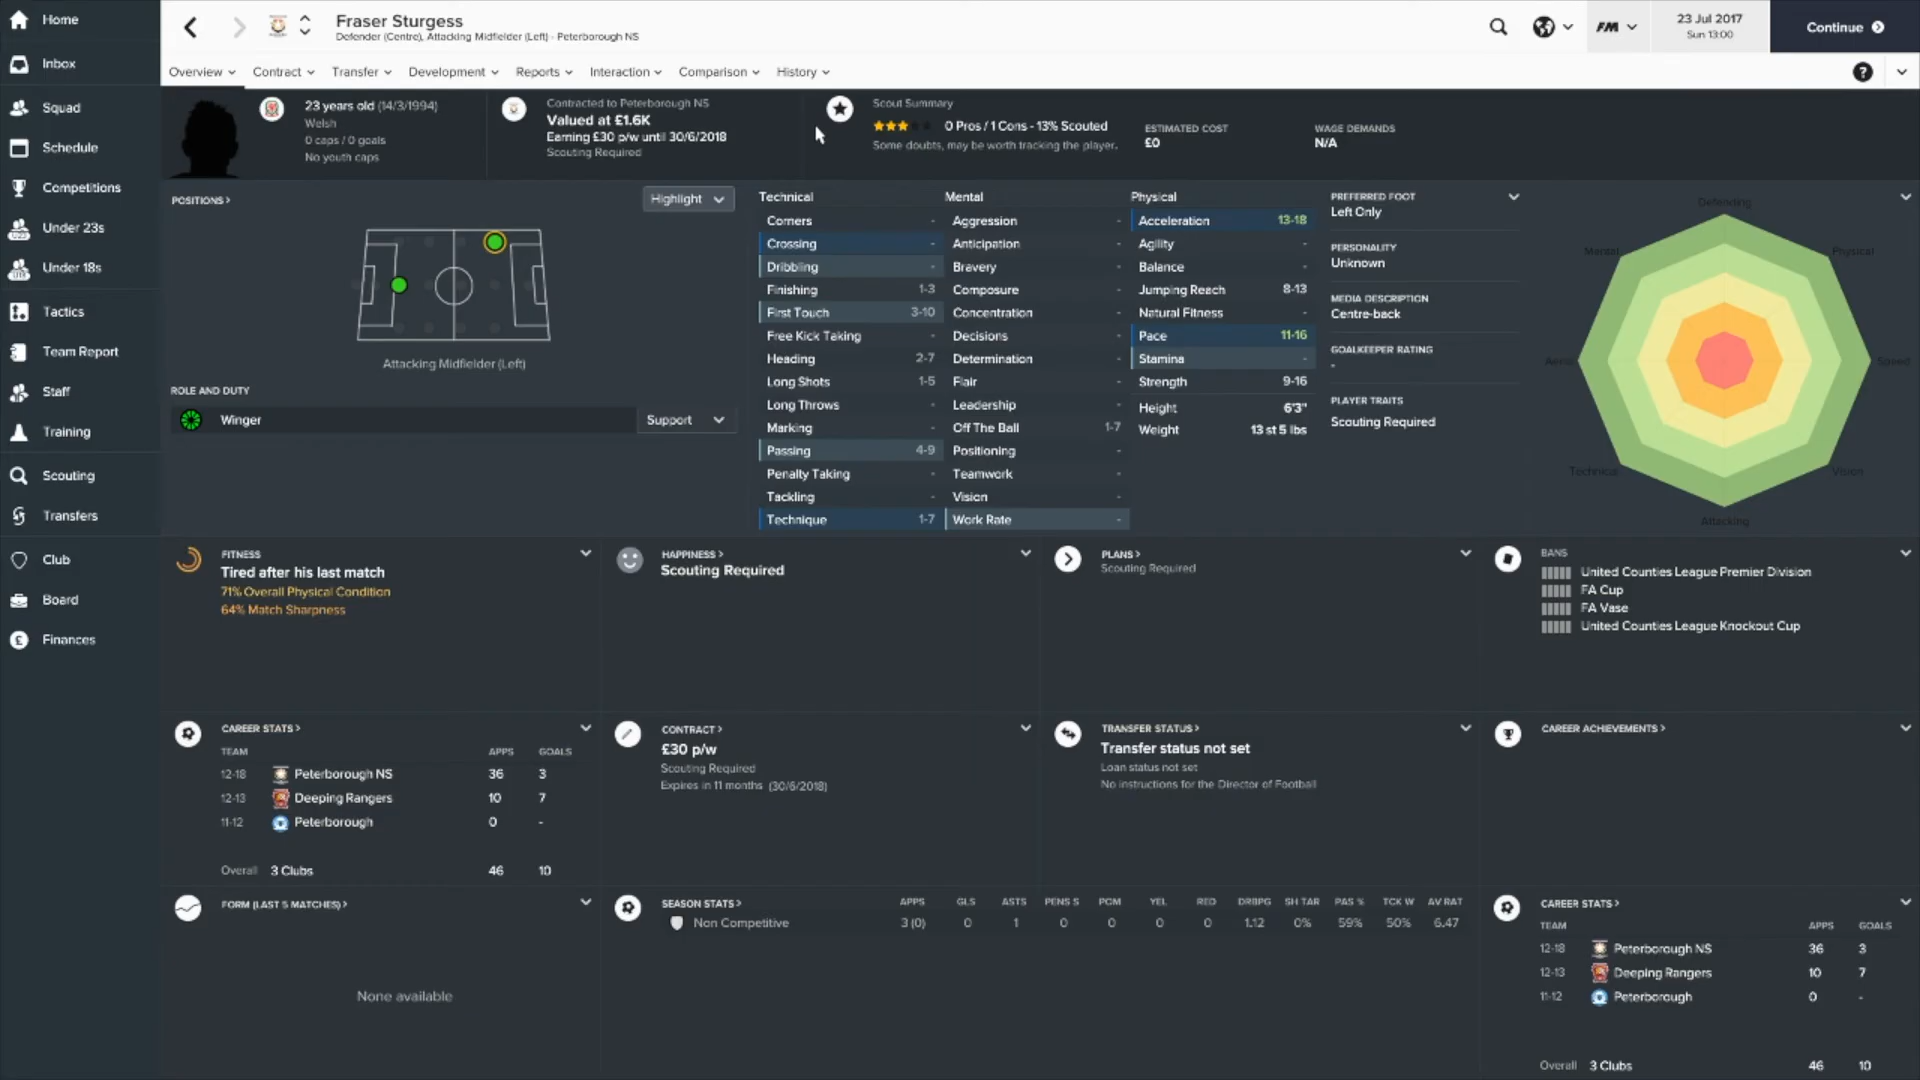 Home
Inbox
Squad
Schedule
Competitions
Under 23s
Under 18s
Tactics
Team Report
Staff
Training
Scouting
Transfers
Club
Board
Finances
Fraser Sturgess
Defender (Centre), Attacking Midfielder (Left) - Peterborough NS
FM
23 Jul 2017
Sun 13:00
Continue
Overview
Contract
Transfer
Development
Reports
Interaction
Comparison
History
23 years old (14/3/1994)
Welsh
0 caps / 0 goals
No youth caps
Contracted to Peterborough NS
Valued at £1.6K
Earning £30 p/w until 30/6/2018
Scouting Required
Scout Summary
0 Pros / 1 Cons - 13% Scouted
Some doubts, may be worth tracking the player.
ESTIMATED COST
£0
WAGE DEMANDS
N/A
POSITIONS >
Highlight
Attacking Midfielder (Left)
ROLE AND DUTY
Winger
Support
Technical
Corners -
Crossing -
Dribbling -
Finishing 1-3
First Touch 3-10
Free Kick Taking -
Heading 2-7
Long Shots 1-5
Long Throws -
Marking -
Passing 4-9
Penalty Taking -
Tackling -
Technique 1-7
Mental
Aggression -
Anticipation -
Bravery -
Composure -
Concentration -
Decisions -
Determination -
Flair -
Leadership -
Off The Ball 1-7
Positioning -
Teamwork -
Vision -
Work Rate -
Physical
Acceleration 13-18
Agility -
Balance -
Jumping Reach 8-13
Natural Fitness -
Pace 11-16
Stamina -
Strength 9-16
Height 6'3"
Weight 13 st 5 lbs
PREFERRED FOOT
Left Only
PERSONALITY
Unknown
MEDIA DESCRIPTION
Centre-back
GOALKEEPER RATING
-
PLAYER TRAITS
Scouting Required
Defending
Physical
Speed
Vision
Attacking
Technical
Aerial
Mental
FITNESS
Tired after his last match
71% Overall Physical Condition
64% Match Sharpness
HAPPINESS >
Scouting Required
PLANS >
Scouting Required
BANS
United Counties League Premier Division
FA Cup
FA Vase
United Counties League Knockout Cup
CAREER STATS >
TEAM APPS GOALS
12-18 Peterborough NS 36 3
12-13 Deeping Rangers 10 7
11-12 Peterborough 0 -
Overall 3 Clubs 46 10
CONTRACT >
£30 p/w
Scouting Required
Expires in 11 months (30/6/2018)
TRANSFER STATUS >
Transfer status not set
Loan status not set
No instructions for the Director of Football
CAREER ACHIEVEMENTS >
FORM (LAST 5 MATCHES) >
None available
SEASON STATS > APPS GLS ASTS PENS S POM YEL RED DRBPG SH TAR PAS % TCK W AV RAT
Non Competitive 3 (0) 0 1 0 0 0 0 1.12 0% 59% 50% 6.47
CAREER STATS >
TEAM APPS GOALS
12-18 Peterborough NS 36 3
12-13 Deeping Rangers 10 7
11-12 Peterborough 0 -
Overall 3 Clubs 46 10